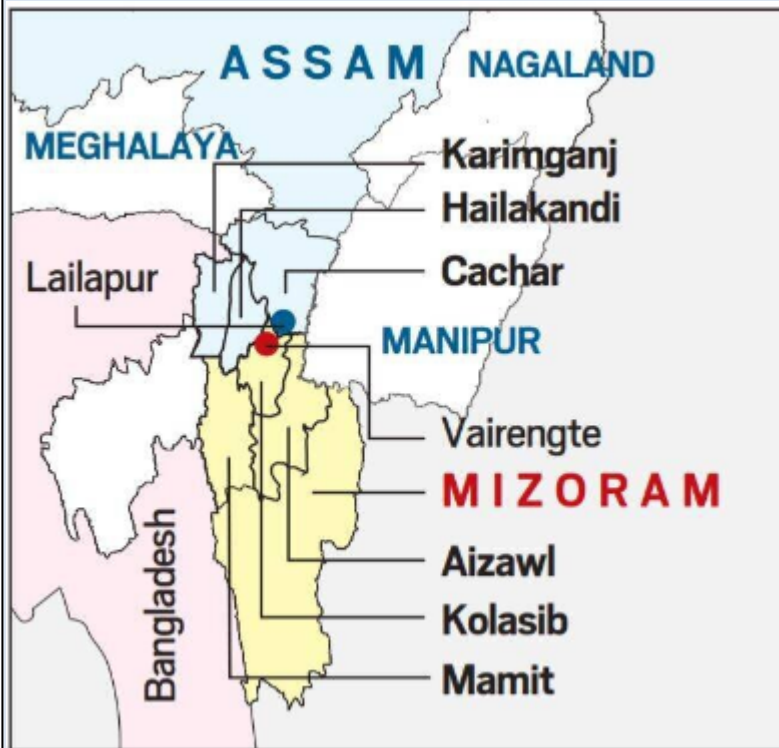 ASSAM
NAGALAND
MEGHALAYA
Karimganj
Hailakandi
Lailapur
Cachar
MANIPUR
Vairengte
MIZORAM
Bangladesh
Aizawl
Kolasib
Mamit